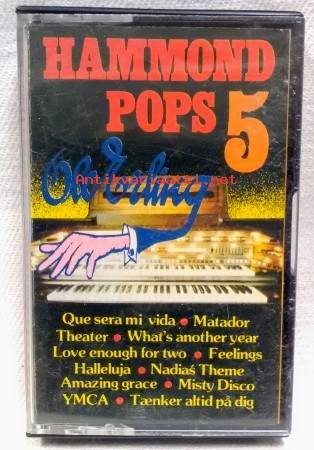 HAMMOND
POPS 5
Ole Erling
Antikvariaatti.net
Que sera mi vida • Matador
Theater • What's another year
Love enough for two • Feelings
Halleluja • Nadiaś Theme
Amazing grace • Misty Disco
YMCA • Tænker altid på dig